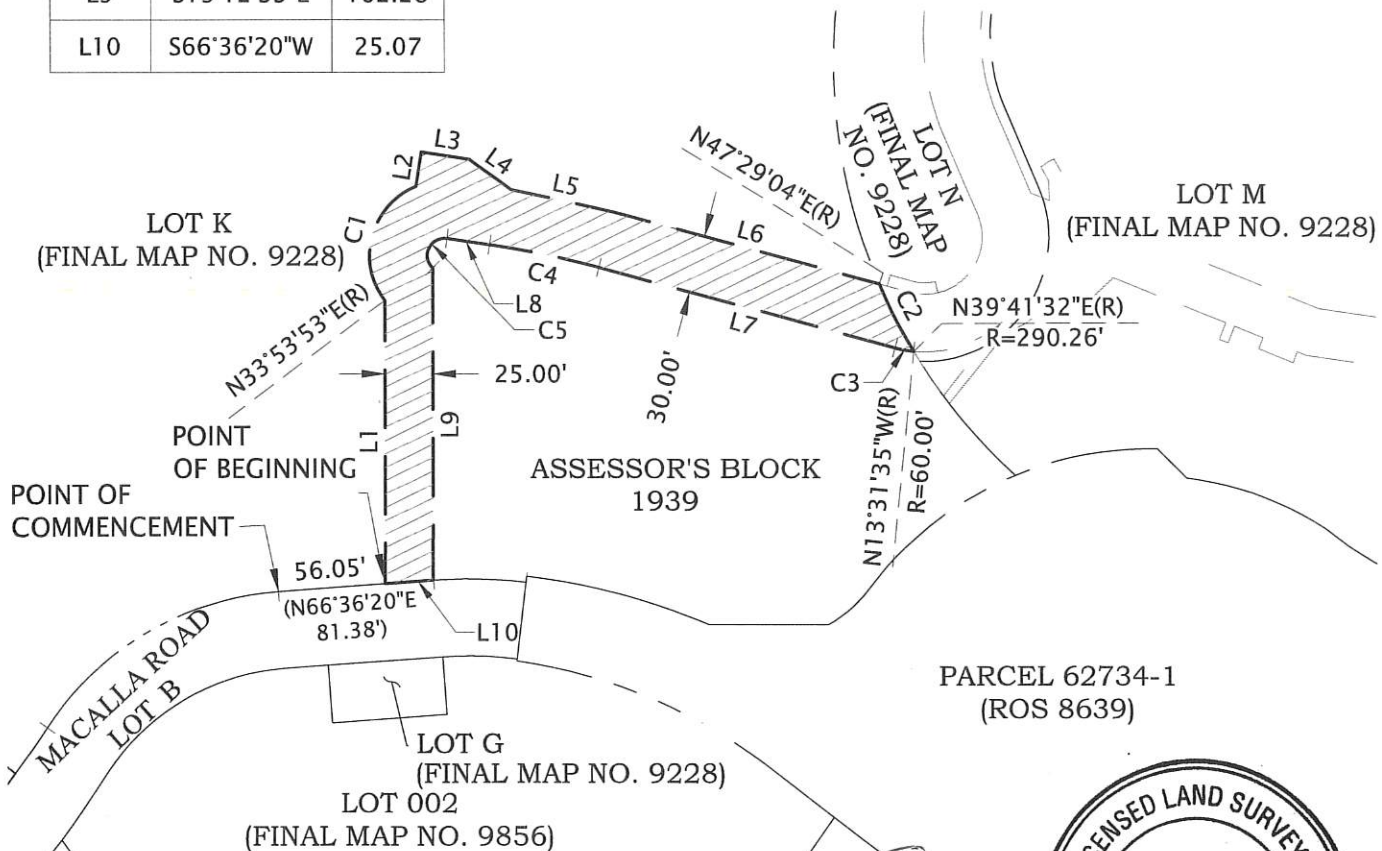 L10 S66°36'20"W 25.07
LOT N
(FINAL MAP
NO. 9228)
L3
L2
L4
L5
N47°29'04"E(R)
LOT M
(FINAL MAP NO. 9228)
LOT K
(FINAL MAP NO. 9228)
C1
L6
C4
L8
C5
L7
C2
N39°41'32"E(R)
R=290.26'
N33°53'53"E(R)
25.00'
30.00'
C3
L1
L9
N13°31'35"W(R)
R=60.00'
POINT
OF BEGINNING
ASSESSOR'S BLOCK
1939
POINT OF
COMMENCEMENT
56.05'
(N66°36'20"E
81.38')
L10
MACALLA ROAD
LOT B
PARCEL 62734-1
(ROS 8639)
LOT G
(FINAL MAP NO. 9228)
LOT 002
(FINAL MAP NO. 9856)
LAND